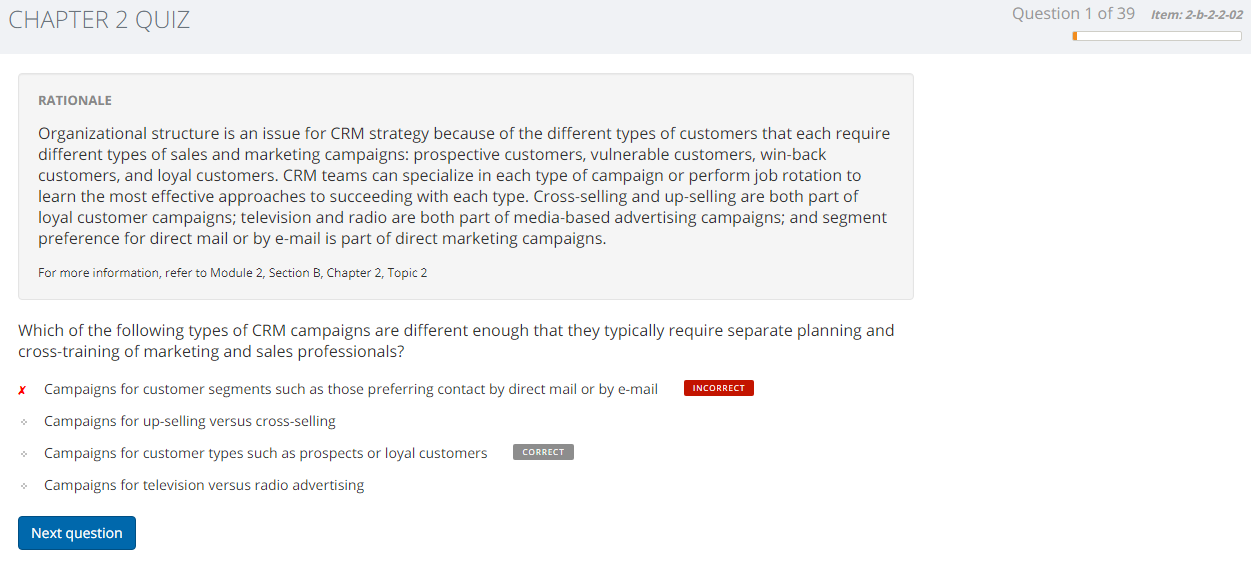 CHAPTER 2 QUIZ
Question 1 of 39 Item: 2-b-2-2-02
RATIONALE
Organizational structure is an issue for CRM strategy because of the different types of customers that each require
different types of sales and marketing campaigns: prospective customers, vulnerable customers, win-back
customers, and loyal customers. CRM teams can specialize in each type of campaign or perform job rotation to
learn the most effective approaches to succeeding with each type. Cross-selling and up-selling are both part of
loyal customer campaigns; television and radio are both part of media-based advertising campaigns; and segment
preference for direct mail or by e-mail is part of direct marketing campaigns.
For more information, refer to Module 2, Section B, Chapter 2, Topic 2
Which of the following types of CRM campaigns are different enough that they typically require separate planning and
cross-training of marketing and sales professionals?
✗ Campaigns for customer segments such as those preferring contact by direct mail or by e-mail INCORRECT
Campaigns for up-selling versus cross-selling
Campaigns for customer types such as prospects or loyal customers CORRECT
Campaigns for television versus radio advertising
Next question